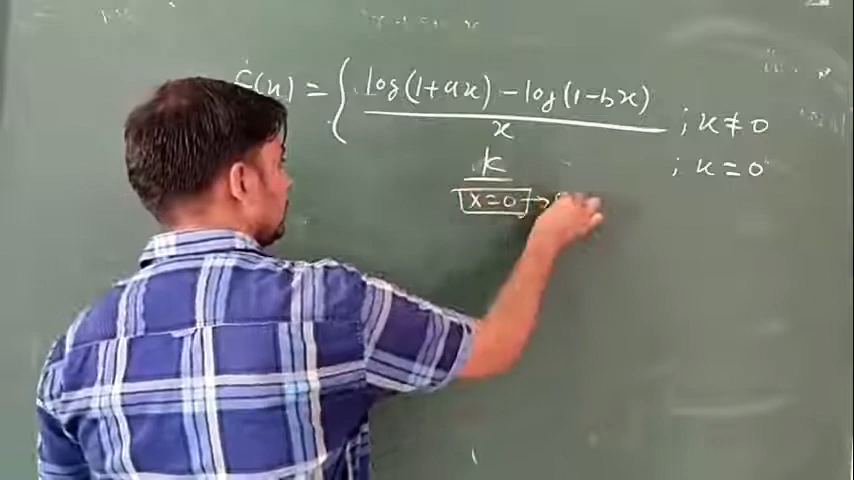 f(x) = { log(1+ax) - log(1-bx) / x ; x ≠ 0
k ; x = 0
x=0 →